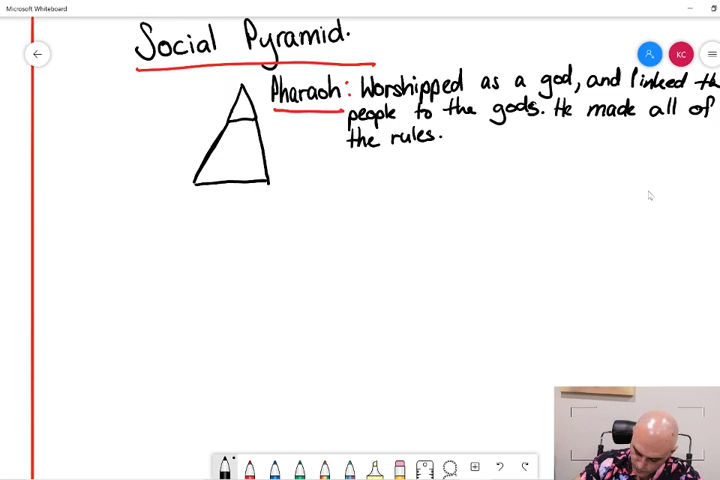 Microsoft Whiteboard
Social Pyramid.
KC
Pharaoh: Worshipped as a god, and linked
people to the gods. He made all of
the rules.